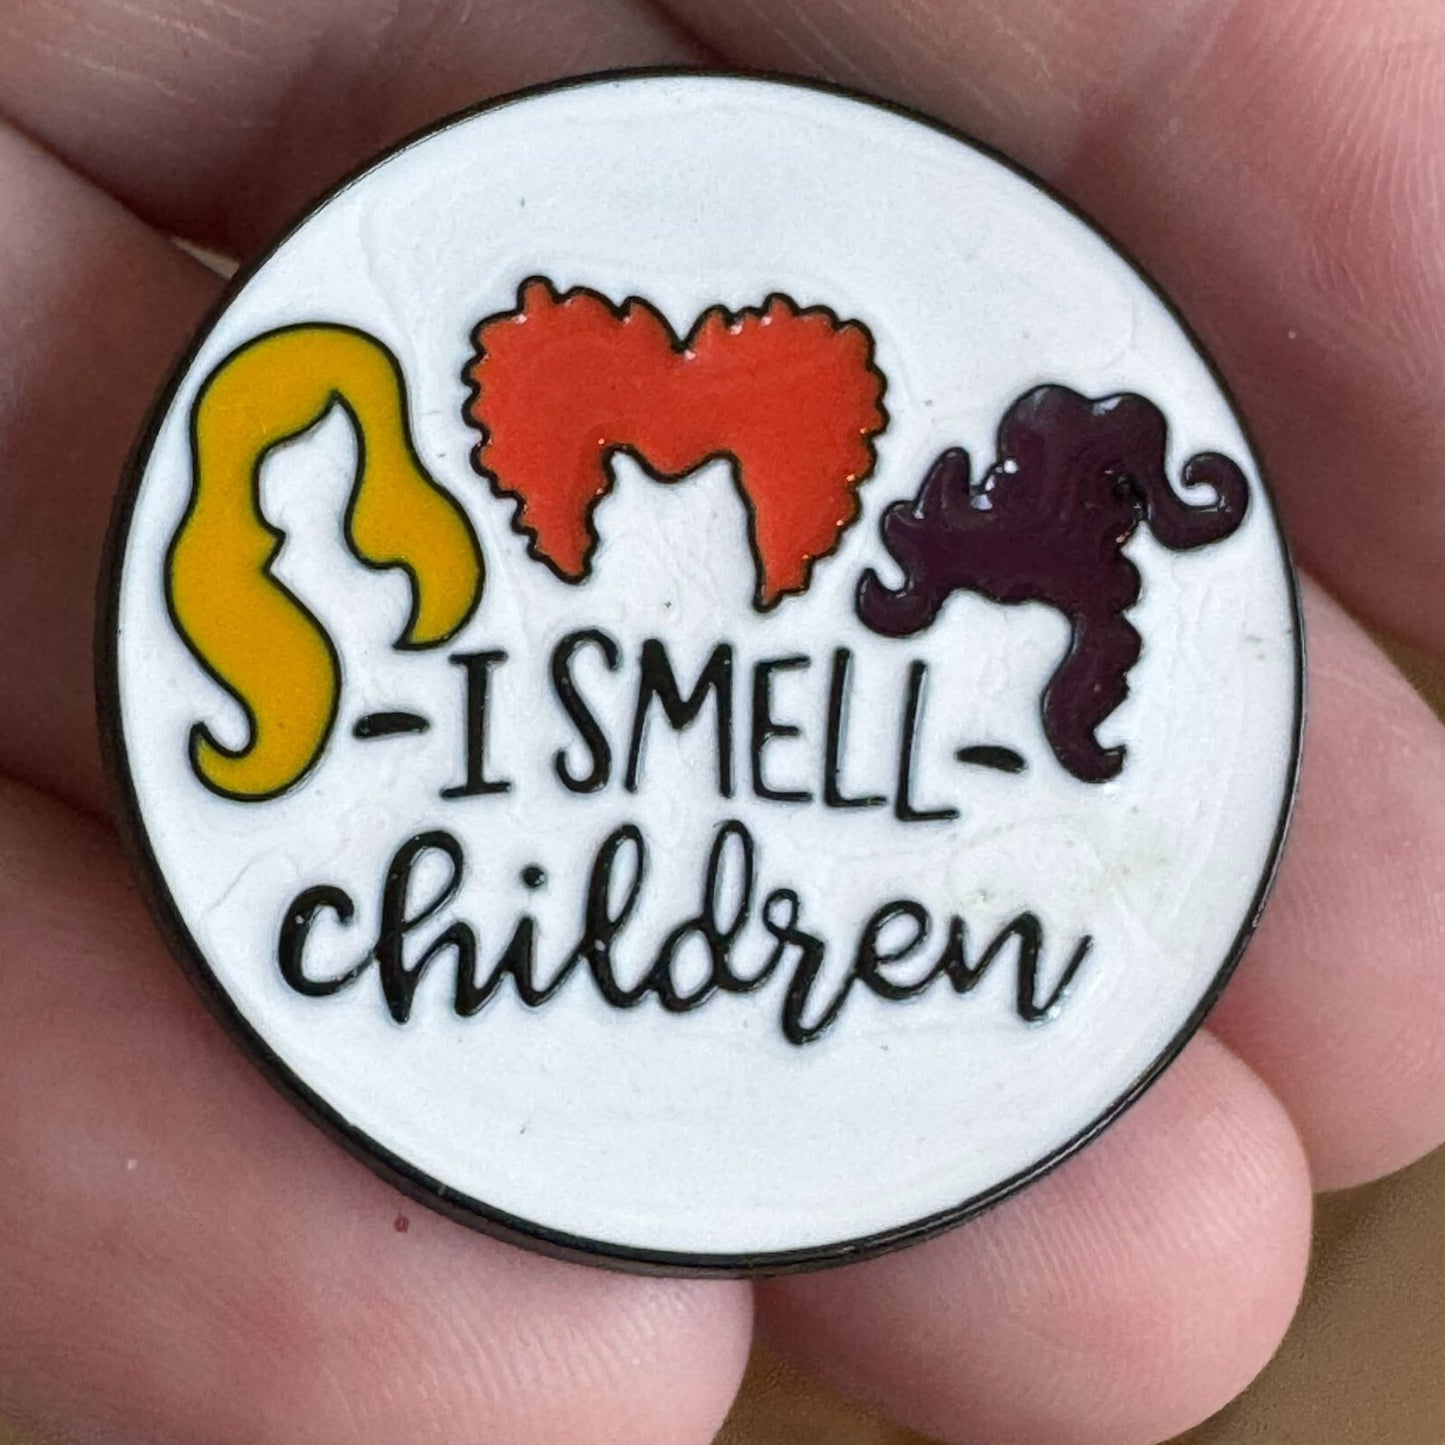 - I SMELL -
children